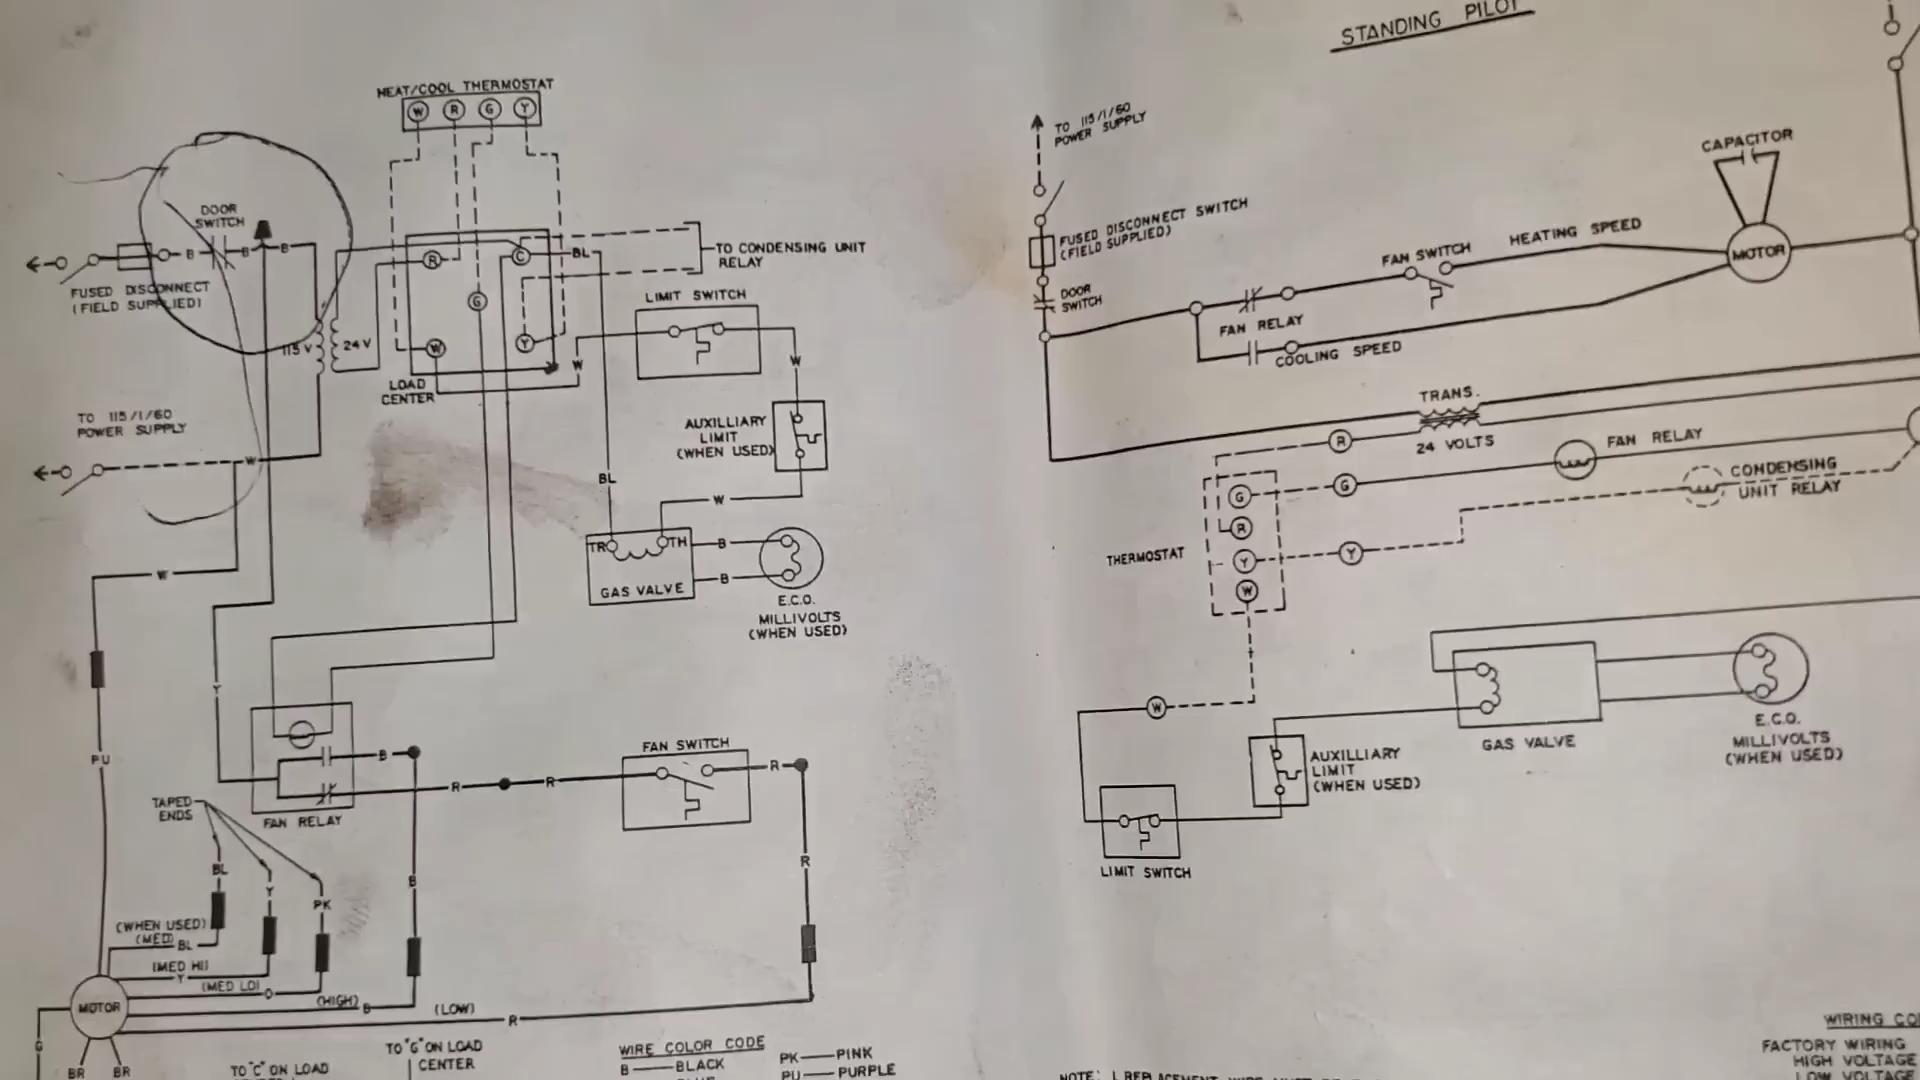 STANDING PILOT
HEAT/COOL THERMOSTAT
W R G Y
DOOR
SWITCH
B B B
FUSED DISCONNECT
(FIELD SUPPLIED)
115 V
24 V
R
C
BL
G
W
Y
LOAD
CENTER
TO CONDENSING UNIT
RELAY
LIMIT SWITCH
W
W
AUXILLIARY
LIMIT
(WHEN USED)
TO 115/1/60
POWER SUPPLY
W
W
BL
W
TR
TH
B
B
GAS VALVE
E.C.O.
MILLIVOLTS
(WHEN USED)
Y
PU
B
FAN RELAY
R
R
FAN SWITCH
R
R
B
TAPED
ENDS
BL
Y
PK
(WHEN USED)
(MED)
BL
(MED HI)
Y
(MED LO)
(HIGH)
B
(LOW)
R
MOTOR
G
BR
BR
TO "C" ON LOAD
TO "G" ON LOAD
CENTER
WIRE COLOR CODE
B——BLACK
PK——PINK
PU——PURPLE
TO 115/1/60
POWER SUPPLY
FUSED DISCONNECT SWITCH
(FIELD SUPPLIED)
DOOR
SWITCH
FAN RELAY
COOLING SPEED
FAN SWITCH
HEATING SPEED
CAPACITOR
MOTOR
TRANS.
24 VOLTS
R
G
G
FAN RELAY
CONDENSING
UNIT RELAY
R
Y
Y
W
THERMOSTAT
W
LIMIT SWITCH
AUXILLIARY
LIMIT
(WHEN USED)
GAS VALVE
E.C.O.
MILLIVOLTS
(WHEN USED)
WIRING
FACTORY WIRING
HIGH VOLTAGE
LOW VOLTAGE
NOTE: